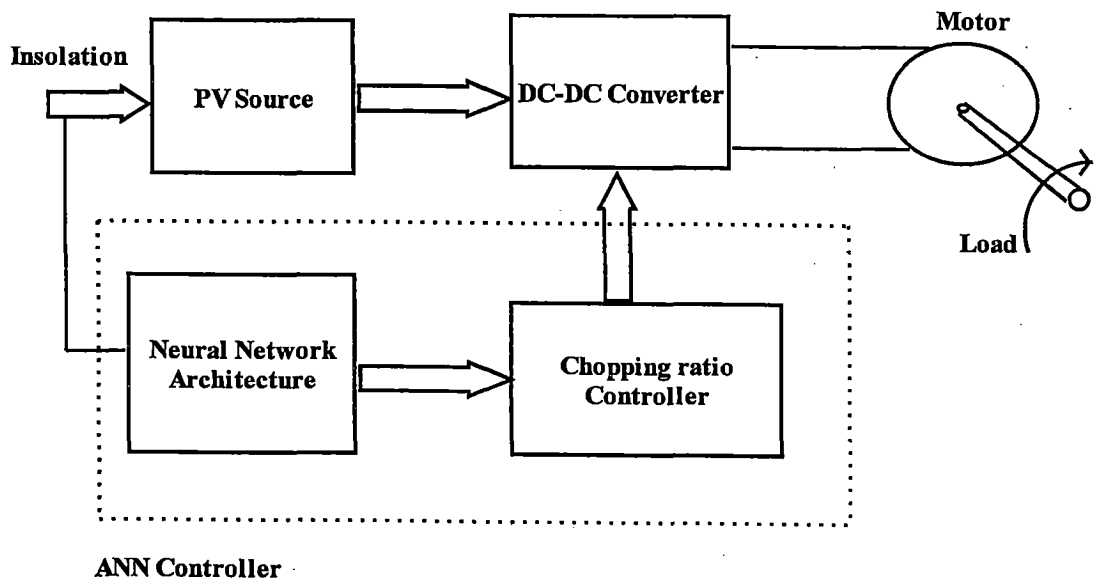 Motor
Insolation
PV Source
DC-DC Converter
Load
Neural Network
Architecture
Chopping ratio
Controller
ANN Controller